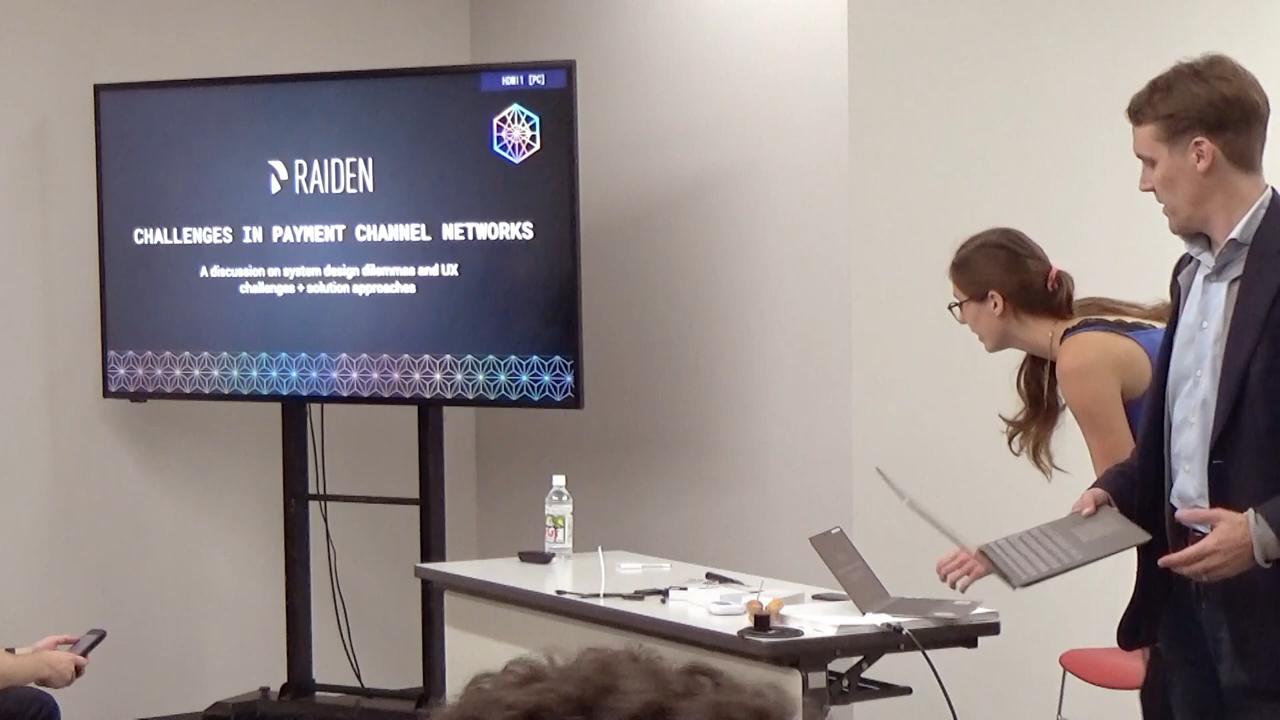 HDMI1 [PC]
RAIDEN
CHALLENGES IN PAYMENT CHANNEL NETWORKS
A discussion on system design dilemmas and UX
challenges + solution approaches